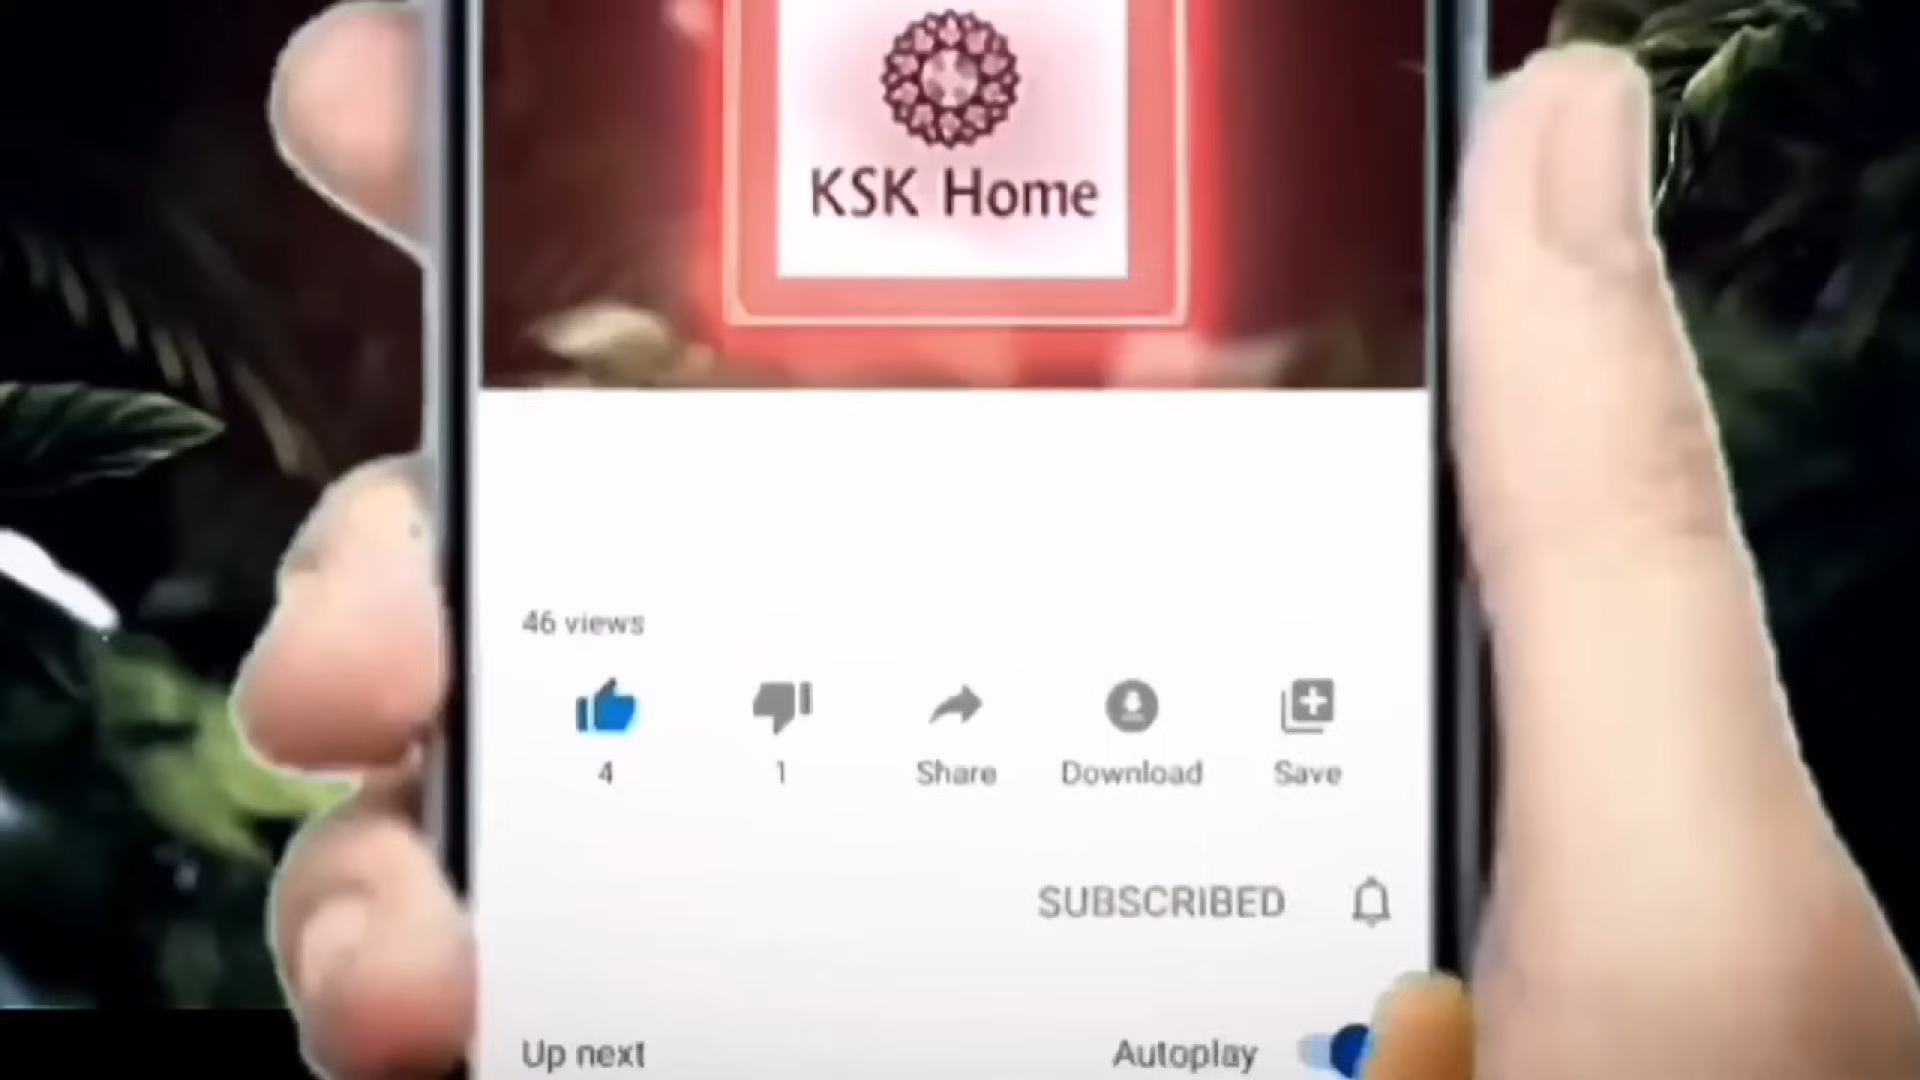 KSK Home
46 views
4
1
Share
Download
Save
SUBSCRIBED
Up next
Autoplay